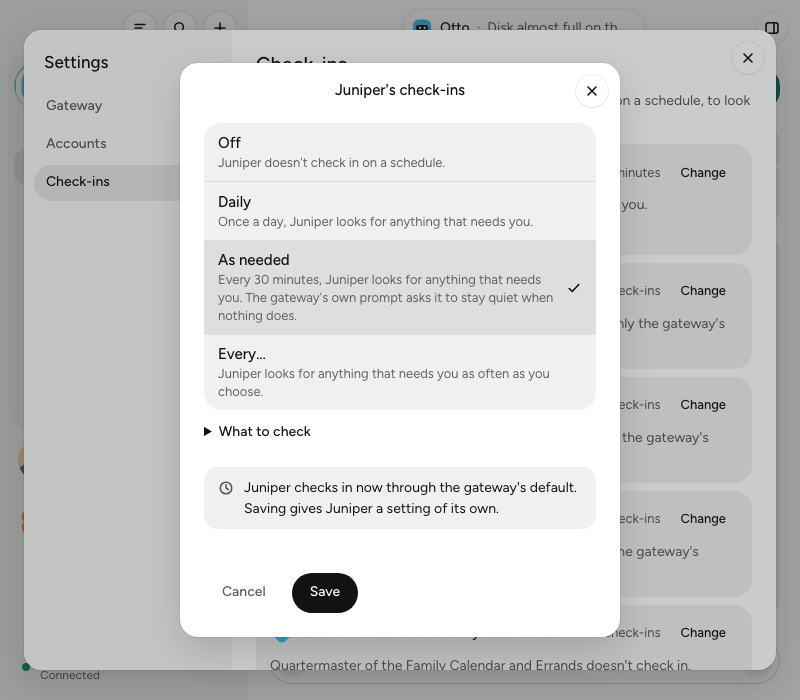 Otto · Disk almost full on th
Settings
Check-ins
Gateway
Accounts
Check-ins
on a schedule, to look
minutes Change
you.
eck-ins Change
nly the gateway's
eck-ins Change
the gateway's
eck-ins Change
he gateway's
heck-ins Change
Quartermaster of the Family Calendar and Errands doesn't check in.
Connected
Juniper's check-ins
Off
Juniper doesn't check in on a schedule.
Daily
Once a day, Juniper looks for anything that needs you.
As needed
Every 30 minutes, Juniper looks for anything that needs
you. The gateway's own prompt asks it to stay quiet when
nothing does.
Every...
Juniper looks for anything that needs you as often as you
choose.
What to check
Juniper checks in now through the gateway's default.
Saving gives Juniper a setting of its own.
Cancel
Save